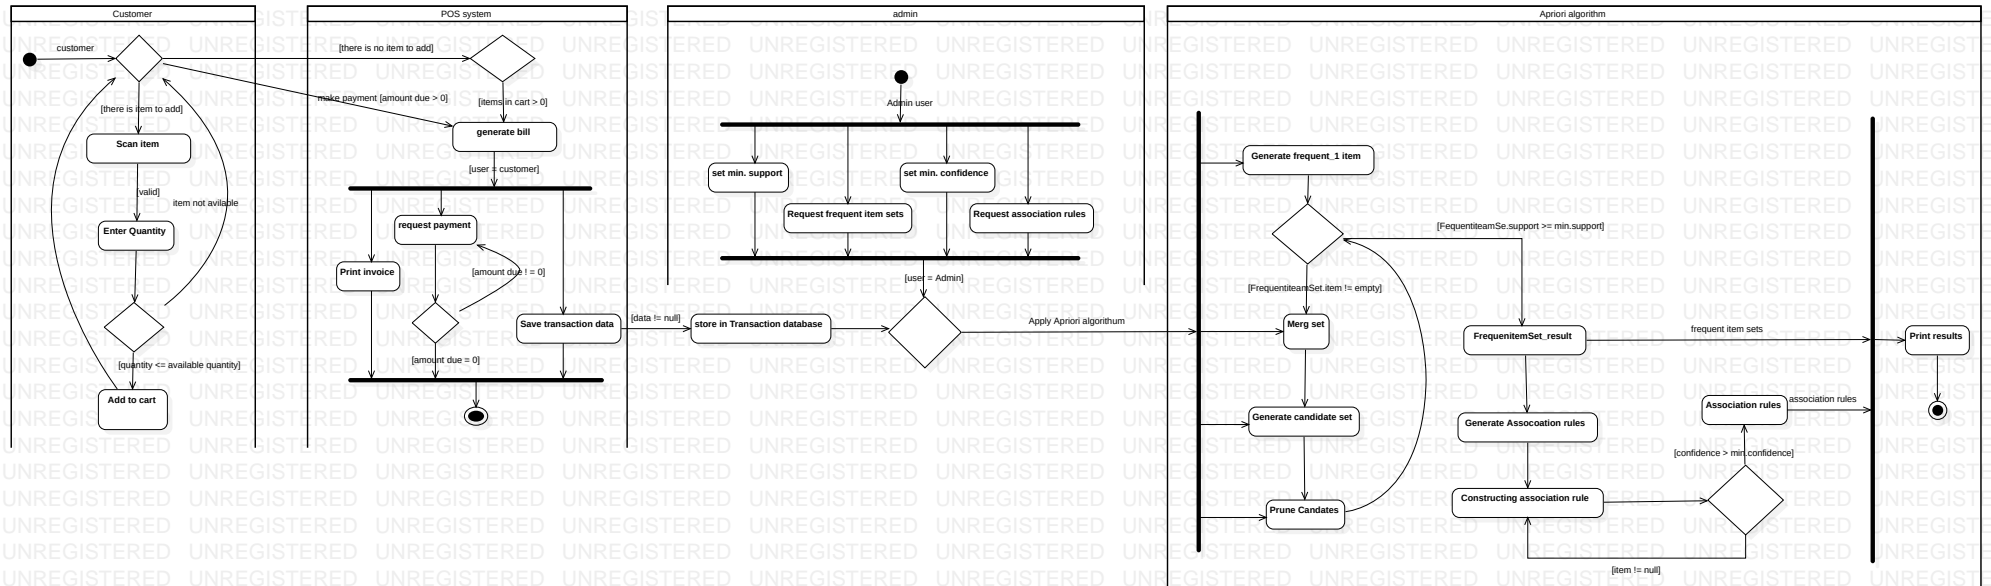 Customer
POS system
admin
Apriori algorithm
customer
[there is no item to add]
make payment [amount due > 0]
[there is item to add]
Scan item
[valid]
item not avilable
Enter Quantity
[quantity <= available quantity]
Add to cart
[items in cart > 0]
generate bill
[user = customer]
request payment
Print invoice
[amount due ! = 0]
Save transaction data
[amount due = 0]
[data != null]
Admin user
set min. support
set min. confidence
Request frequent item sets
Request association rules
[user = Admin]
store in Transaction database
Apply Apriori algorithum
Generate frequent_1 item
[FequentiteamSe.support >= min.support]
[FrequentiteamSet.item != empty]
Merg set
FrequenitemSet_result
frequent item sets
Print results
Generate candidate set
Generate Assocoation rules
Association rules
association rules
[confidence > min.confidence]
Prune Candates
Constructing association rule
[item != null]
UNREGISTERED